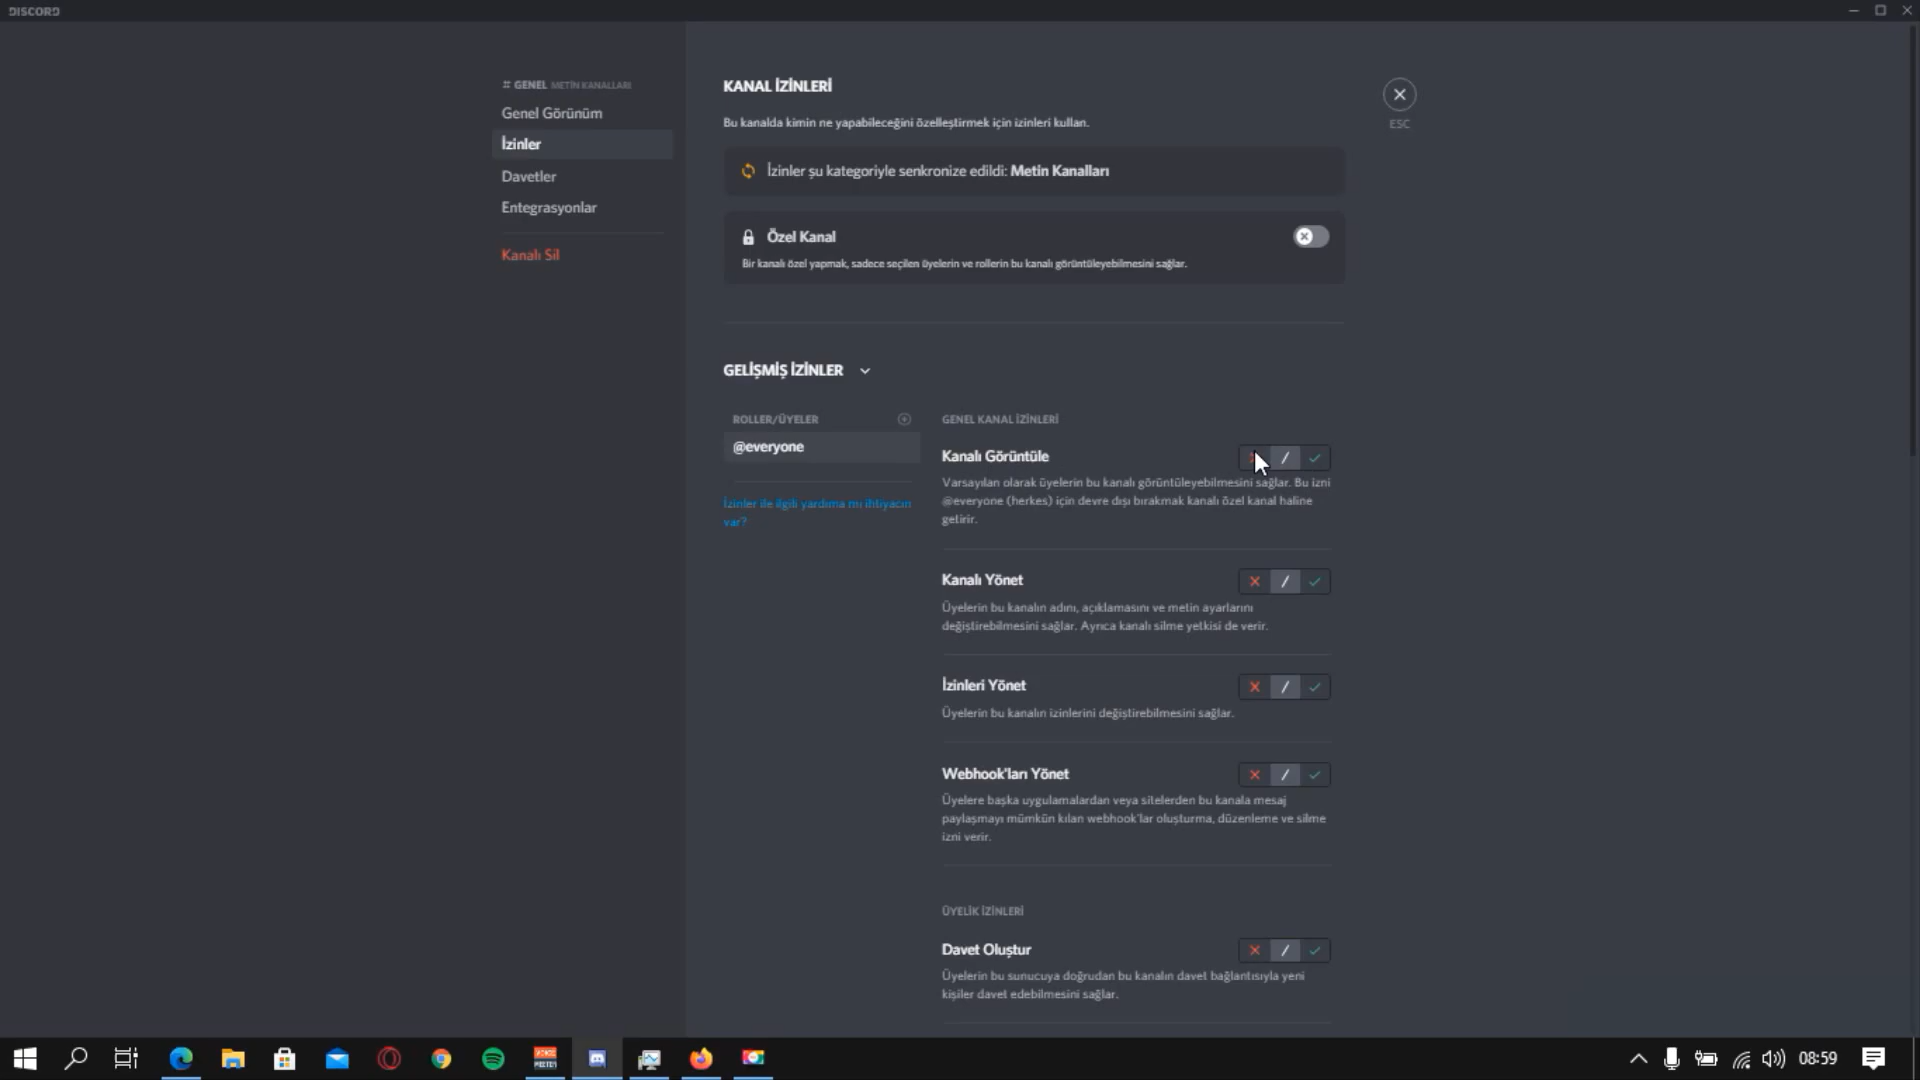 DISCORD
# GENEL METİN KANALLARI
Genel Görünüm
İzinler
Davetler
Entegrasyonlar
Kanalı Sil
KANAL İZİNLERİ
Bu kanalda kimin ne yapabileceğini özelleştirmek için izinleri kullan.
ESC
İzinler şu kategoriyle senkronize edildi: Metin Kanalları
Özel Kanal
Bir kanalı özel yapmak, sadece seçilen üyelerin ve rollerin bu kanalı görüntüleyebilmesini sağlar.
GELİŞMİŞ İZİNLER
ROLLER/ÜYELER
@everyone
İzinler ile ilgili yardıma mı ihtiyacın
var?
GENEL KANAL İZİNLERİ
Kanalı Görüntüle
Varsayılan olarak üyelerin bu kanalı görüntüleyebilmesini sağlar. Bu izni
@everyone (herkes) için devre dışı bırakmak kanalı özel kanal haline
getirir.
Kanalı Yönet
Üyelerin bu kanalın adını, açıklamasını ve metin ayarlarını
değiştirebilmesini sağlar. Ayrıca kanalı silme yetkisi de verir.
İzinleri Yönet
Üyelerin bu kanalın izinlerini değiştirebilmesini sağlar.
Webhook'ları Yönet
Üyelere başka uygulamalardan veya sitelerden bu kanala mesaj
paylaşmayı mümkün kılan webhook'lar oluşturma, düzenleme ve silme
izni verir.
ÜYELİK İZİNLERİ
Davet Oluştur
Üyelerin bu sunucuya doğrudan bu kanalın davet bağlantısıyla yeni
kişiler davet edebilmesini sağlar.
08:59